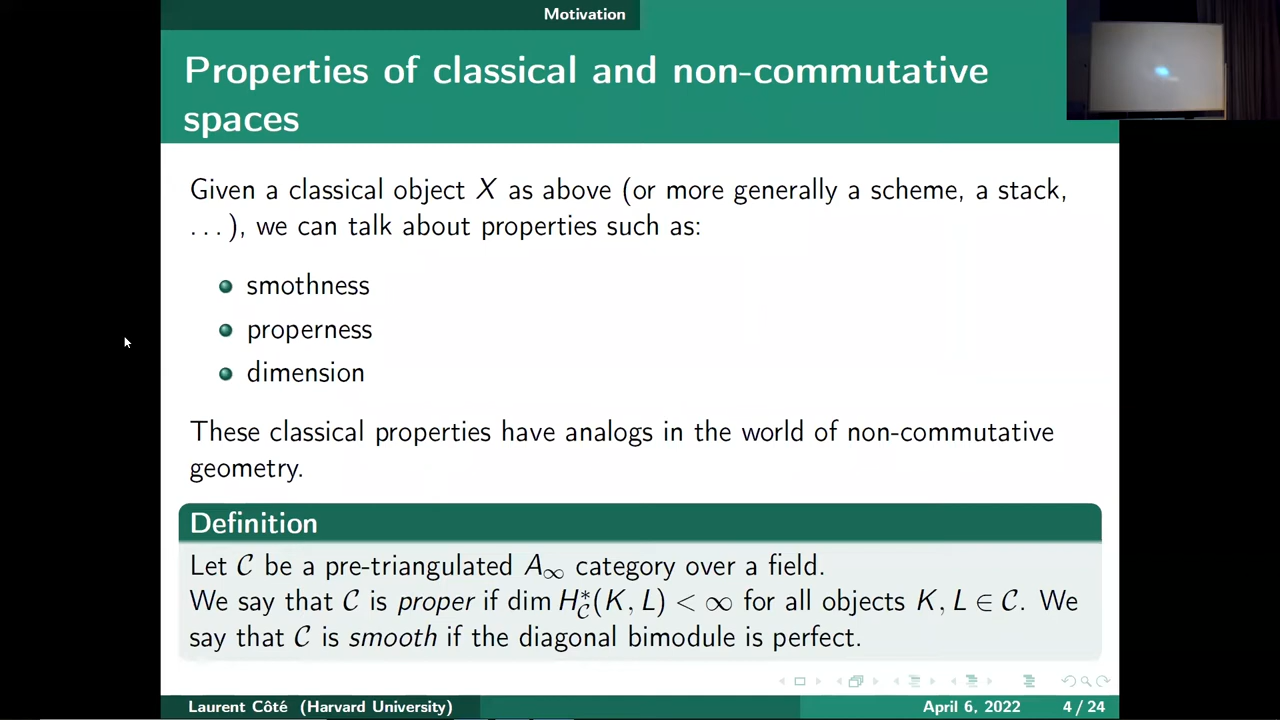 Motivation
Properties of classical and non-commutative
spaces
Given a classical object X as above (or more generally a scheme, a stack,
...), we can talk about properties such as:
smothness
properness
dimension
These classical properties have analogs in the world of non-commutative
geometry.
Definition
Let 𝒞 be a pre-triangulated A∞ category over a field.
We say that 𝒞 is proper if dim H*𝒞(K, L) < ∞ for all objects K, L ∈ 𝒞. We
say that 𝒞 is smooth if the diagonal bimodule is perfect.
Laurent Côté (Harvard University) April 6, 2022 4 / 24